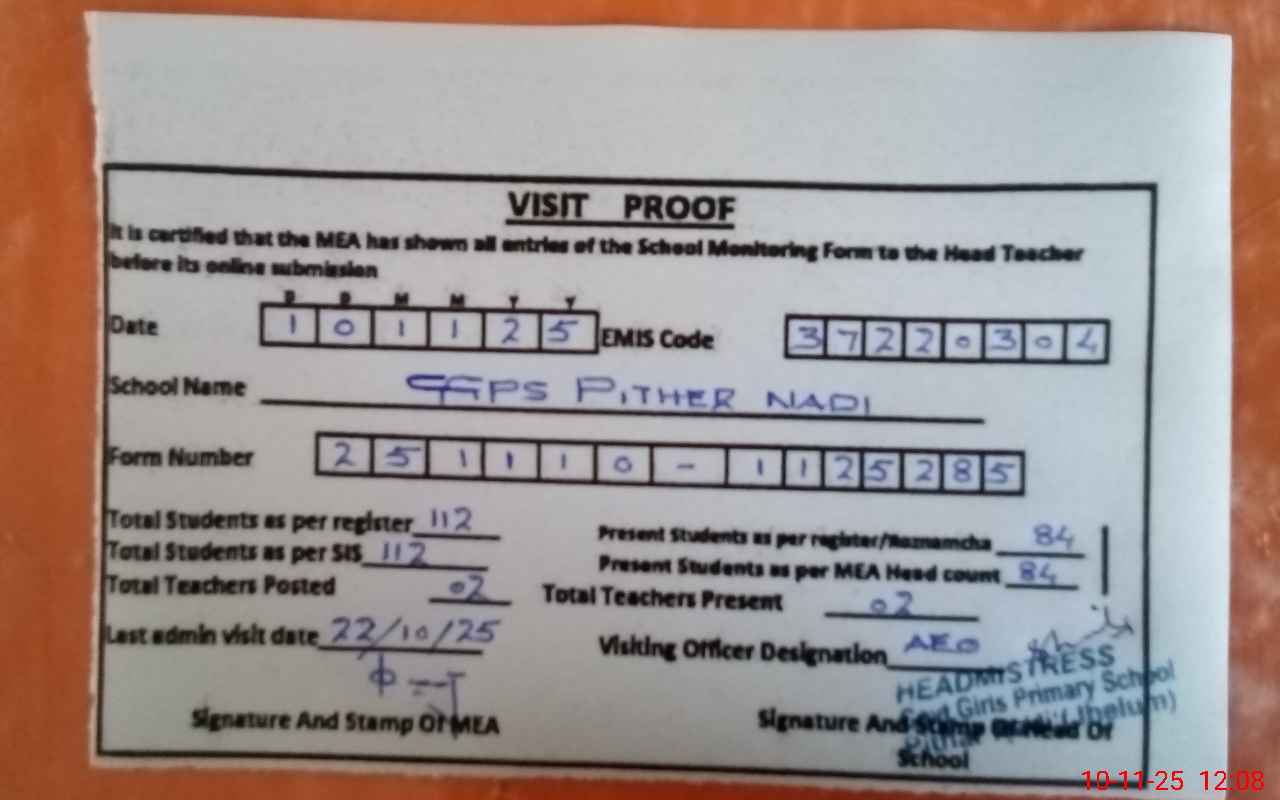 VISIT PROOF
It is certified that the MEA has shown all entries of the School Monitoring Form to the Head Teacher
before its online submission
D D M M Y Y
Date 1 0 1 1 2 5 EMIS Code 3 7 2 2 0 3 0 4
School Name GGPS PITHER NADI
Form Number 2 5 1 1 1 0 - 1 1 2 5 2 8 5
Total Students as per register 112 Present Students as per register/Roznamcha 84
Total Students as per SIS 112 Present Students as per MEA Head count 84
Total Teachers Posted 02 Total Teachers Present 02
Last admin visit date 22/10/25 Visiting Officer Designation AEO
HEADMISTRESS
Govt Girls Primary School
(Jhelum)
Signature And Stamp Of MEA Signature And Stamp Of Head Of
School
10-11-25 12:08